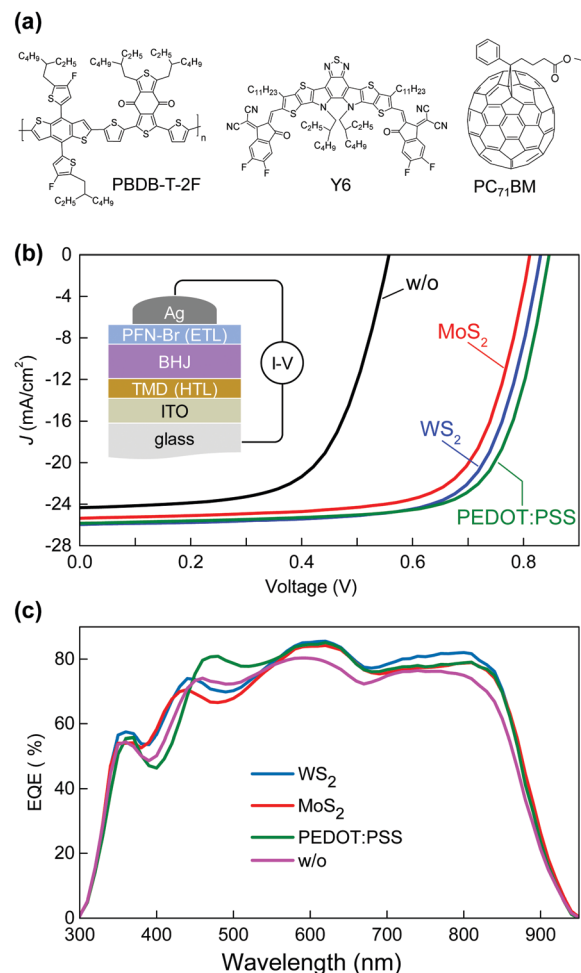 (a)
C2H5
C4H9
F
S
C2H5
C4H9
C2H5
C4H9
S
S
O
O
S
S
S
S
S
n
S
F
C2H5
C4H9
PBDB-T-2F
N
S
N
C11H23
S
S
S
S
C11H23
NC
CN
N
N
CN
NC
O
O
C2H5
C2H5
C4H9
C4H9
F
F
F
F
Y6
O
O
PC71BM
(b)
J (mA/cm2)
0
-4
-8
-12
-16
-20
-24
-28
0.0
0.2
0.4
0.6
0.8
Voltage (V)
w/o
MoS2
WS2
PEDOT:PSS
Ag
PFN-Br (ETL)
BHJ
TMD (HTL)
ITO
glass
I-V
(c)
EQE ( %)
80
60
40
20
0
300
400
500
600
700
800
900
Wavelength (nm)
WS2
MoS2
PEDOT:PSS
w/o